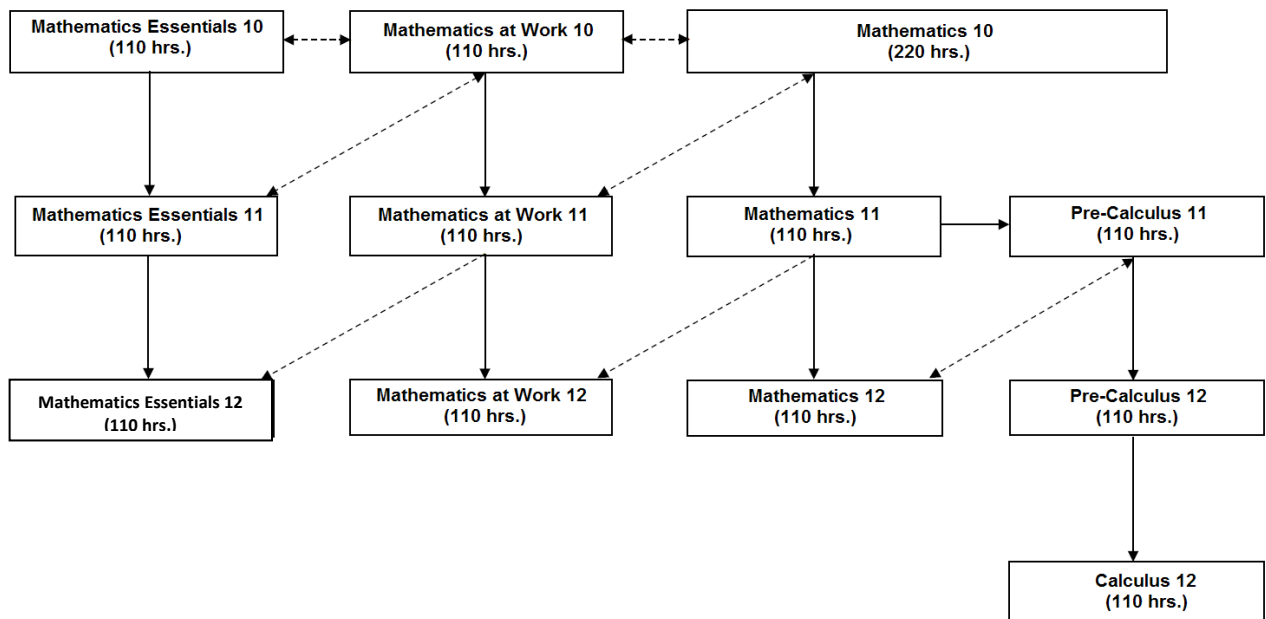 Mathematics Essentials 10
(110 hrs.)
Mathematics at Work 10
(110 hrs.)
Mathematics 10
(220 hrs.)
Mathematics Essentials 11
(110 hrs.)
Mathematics at Work 11
(110 hrs.)
Mathematics 11
(110 hrs.)
Pre-Calculus 11
(110 hrs.)
Mathematics Essentials 12
(110 hrs.)
Mathematics at Work 12
(110 hrs.)
Mathematics 12
(110 hrs.)
Pre-Calculus 12
(110 hrs.)
Calculus 12
(110 hrs.)